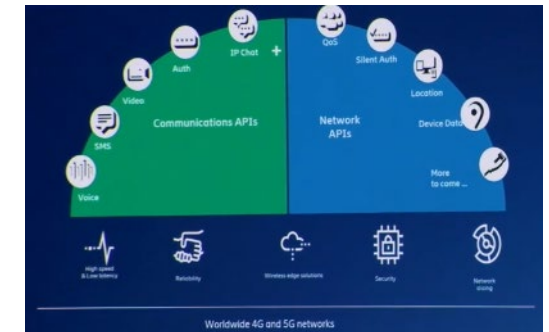 IP Chat
+
QoS
Auth
Silent Auth
Video
Location
Communications APIs
Network
APIs
Device Data
SMS
More
to come ...
Voice
High speed
& Low latency
Reliability
Wireless edge solutions
Security
Network
slicing
Worldwide 4G and 5G networks